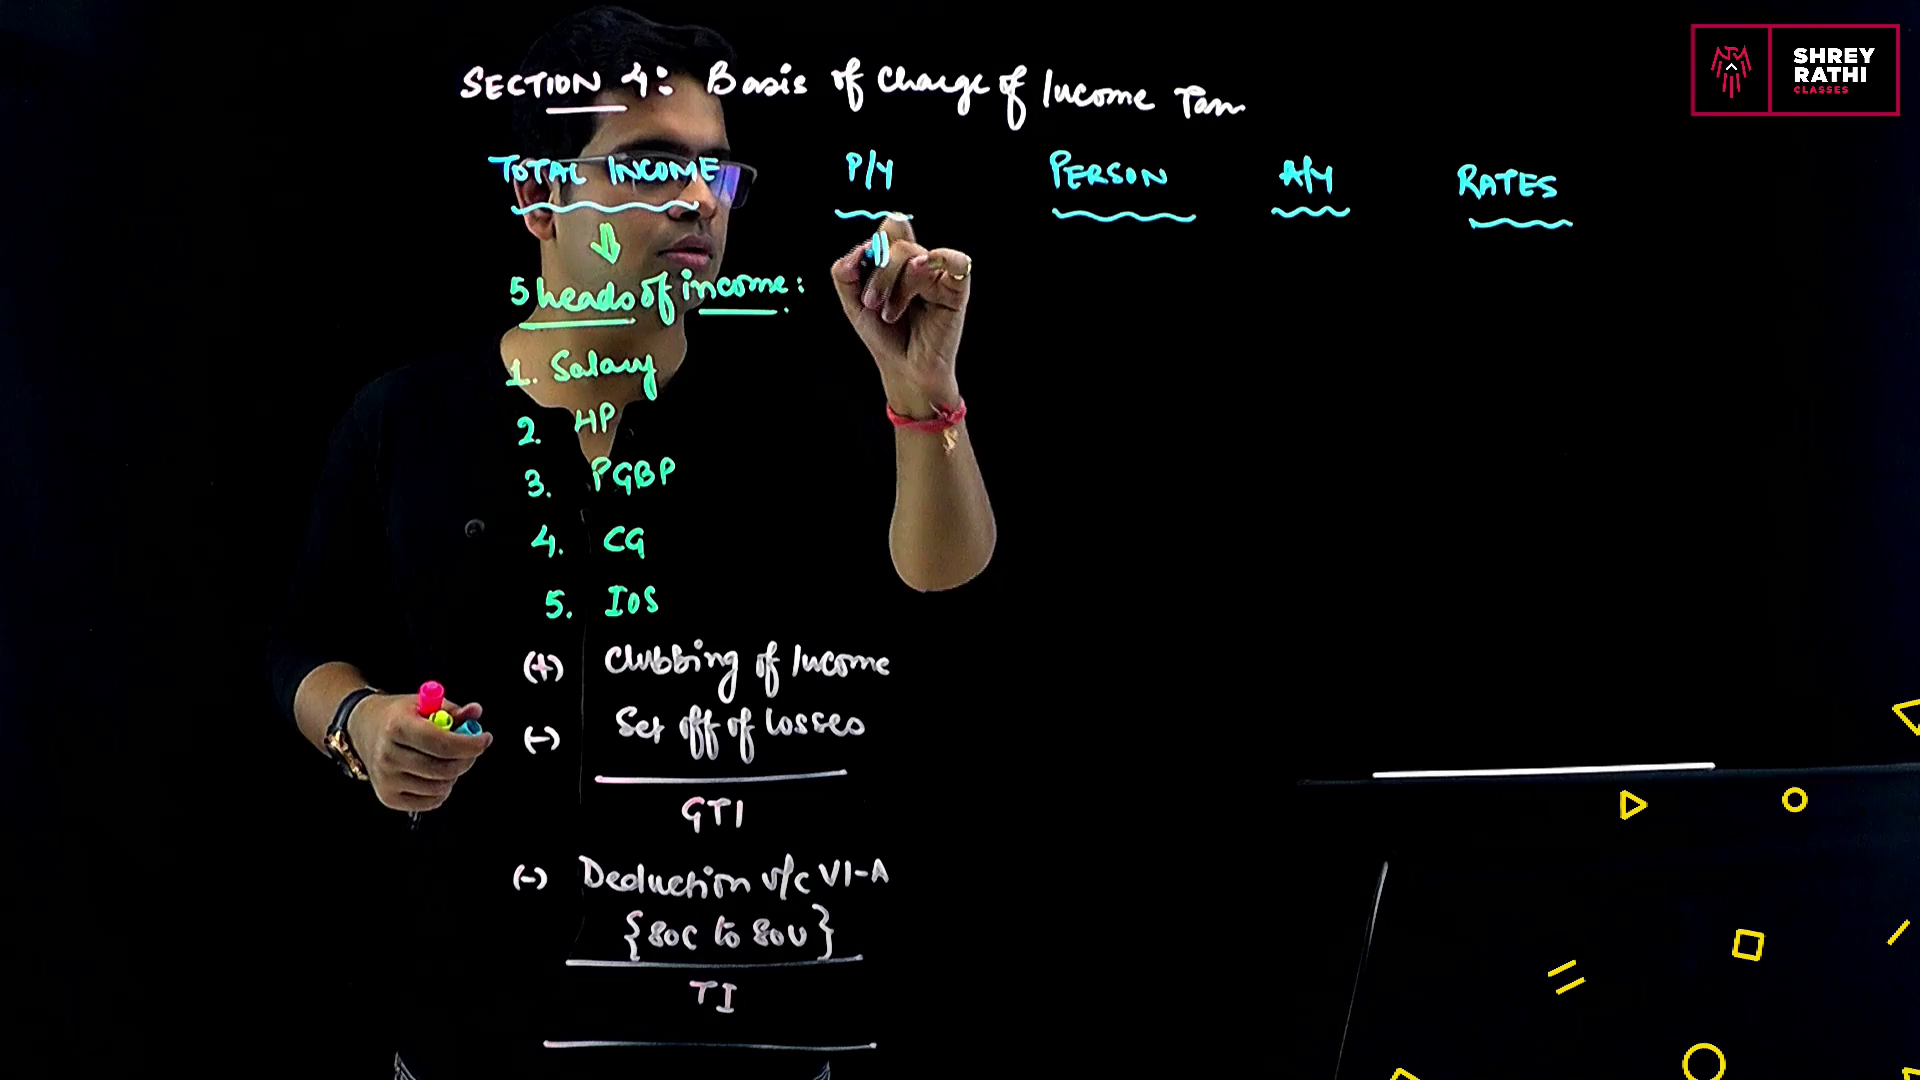 SHREY
RATHI
CLASSES
SECTION 4: Basis of Charge of Income Tax
TOTAL INCOME P/Y PERSON A/Y RATES
5 heads of income:
1. Salary
2. HP
3. PGBP
4. CG
5. IOS
(+) Clubbing of Income
(-) Set off of losses
GTI
(-) Deduction u/c VI-A
{80C to 80U}
TI